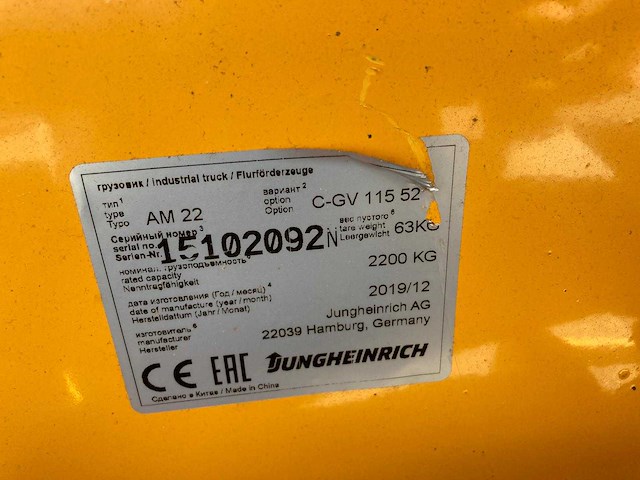 грузовик / Industrial truck / Flurförderzeuge
тип¹ вариант²
type AM 22 option C-GV 115 52
Typo Option
Серийный номер³ вес пустого⁵
serial no. 15102092N tare weight 63KG
Serien-Nr. Leergewicht
номинал. грузоподъемность
rated capacity 2200 KG
Nenntragfähigkeit
дата изготовления (Год / месяц)⁴
date of manufacture (year / month) 2019/12
Herstelldatum (Jahr / Monat)
изготовитель⁶ Jungheinrich AG
manufacturer 22039 Hamburg, Germany
Hersteller
CE EAC JUNGHEINRICH
Сделано в Китае / Made in China